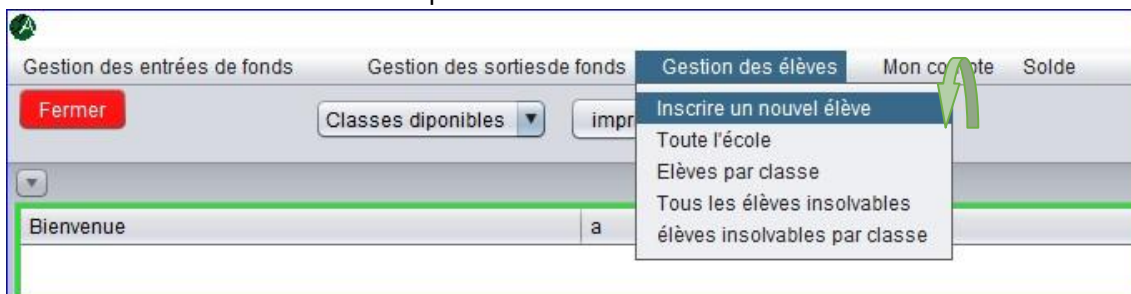 Gestion des entrées de fonds Gestion des sortiesde fonds Gestion des élèves Mon compte Solde
Fermer Classes diponibles impr
Inscrire un nouvel élève
Toute l'école
Elèves par classe
Tous les élèves insolvables
élèves insolvables par classe
Bienvenue a